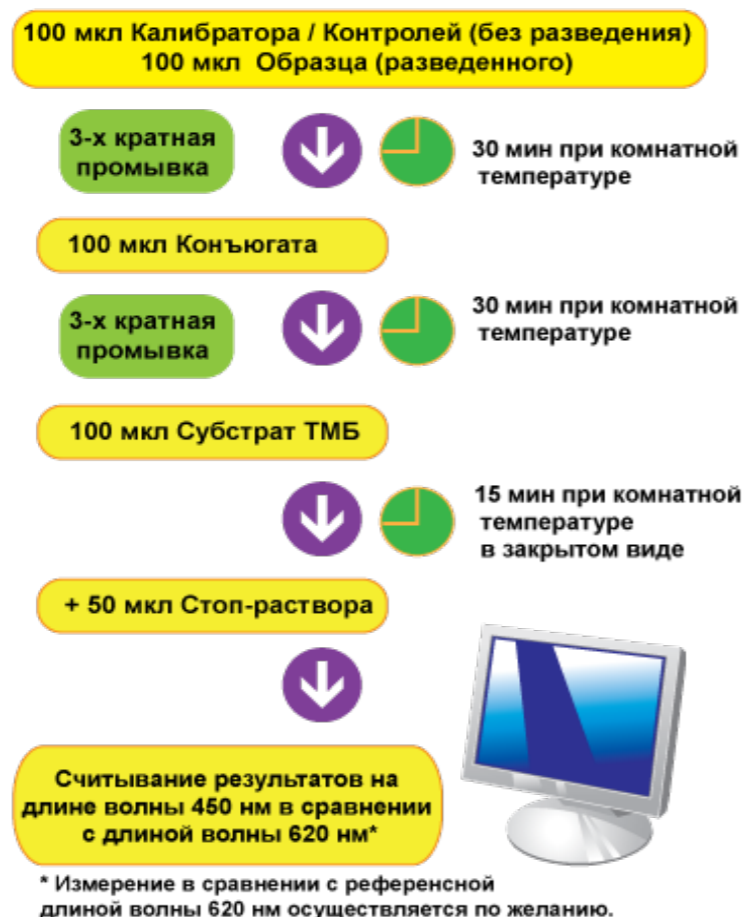 100 мкл Калибратора / Контролей (без разведения)
100 мкл Образца (разведенного)
3-х кратная
промывка
30 мин при комнатной
температуре
100 мкл Конъюгата
3-х кратная
промывка
30 мин при комнатной
температуре
100 мкл Субстрат ТМБ
15 мин при комнатной
температуре
в закрытом виде
+ 50 мкл Стоп-раствора
Считывание результатов на
длине волны 450 нм в сравнении
с длиной волны 620 нм*
* Измерение в сравнении с референсной
длиной волны 620 нм осуществляется по желанию.